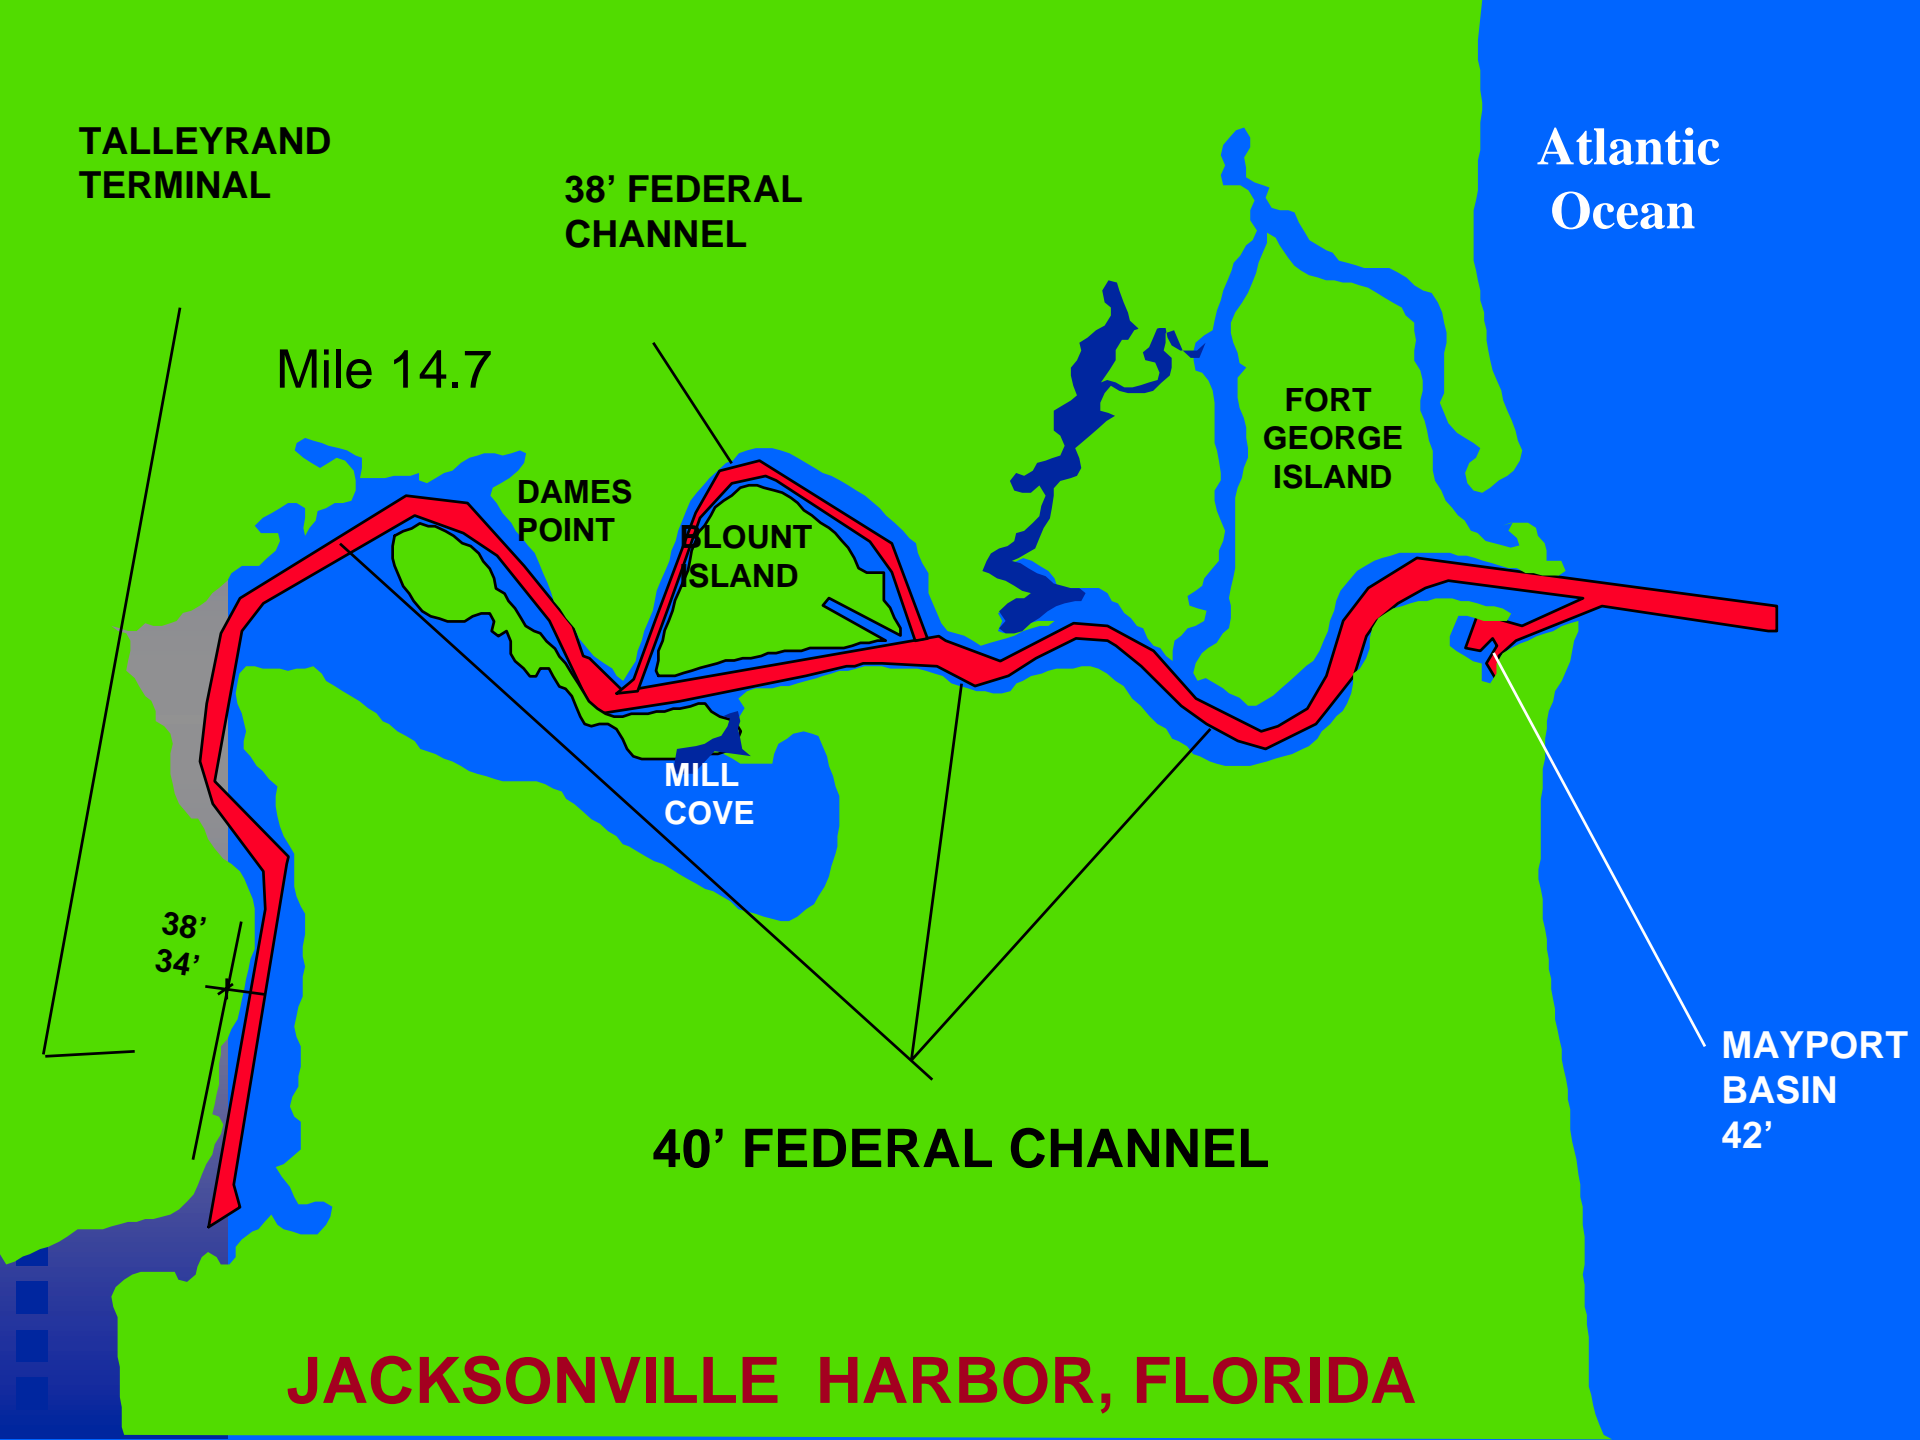 TALLEYRAND
TERMINAL
38’ FEDERAL
CHANNEL
Atlantic
Ocean
Mile 14.7
FORT
GEORGE
ISLAND
DAMES
POINT
BLOUNT
ISLAND
MILL
COVE
38’
34’
MAYPORT
BASIN
42’
40’ FEDERAL CHANNEL
JACKSONVILLE HARBOR, FLORIDA